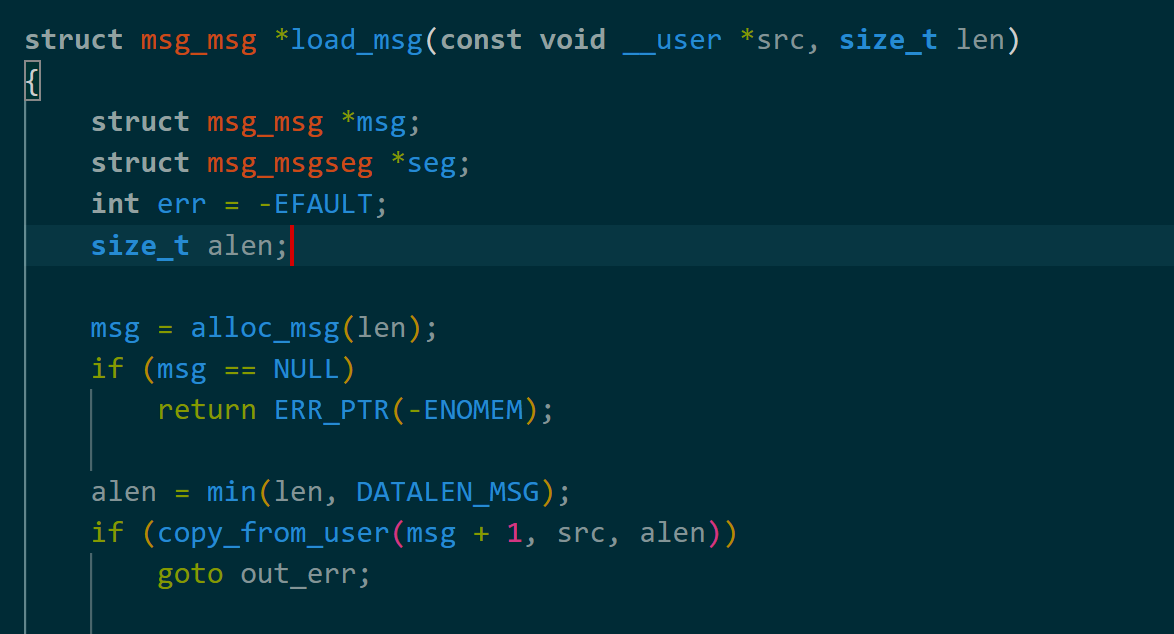 struct msg_msg *load_msg(const void __user *src, size_t len)
{
    struct msg_msg *msg;
    struct msg_msgseg *seg;
    int err = -EFAULT;
    size_t alen;

    msg = alloc_msg(len);
    if (msg == NULL)
        return ERR_PTR(-ENOMEM);

    alen = min(len, DATALEN_MSG);
    if (copy_from_user(msg + 1, src, alen))
        goto out_err;